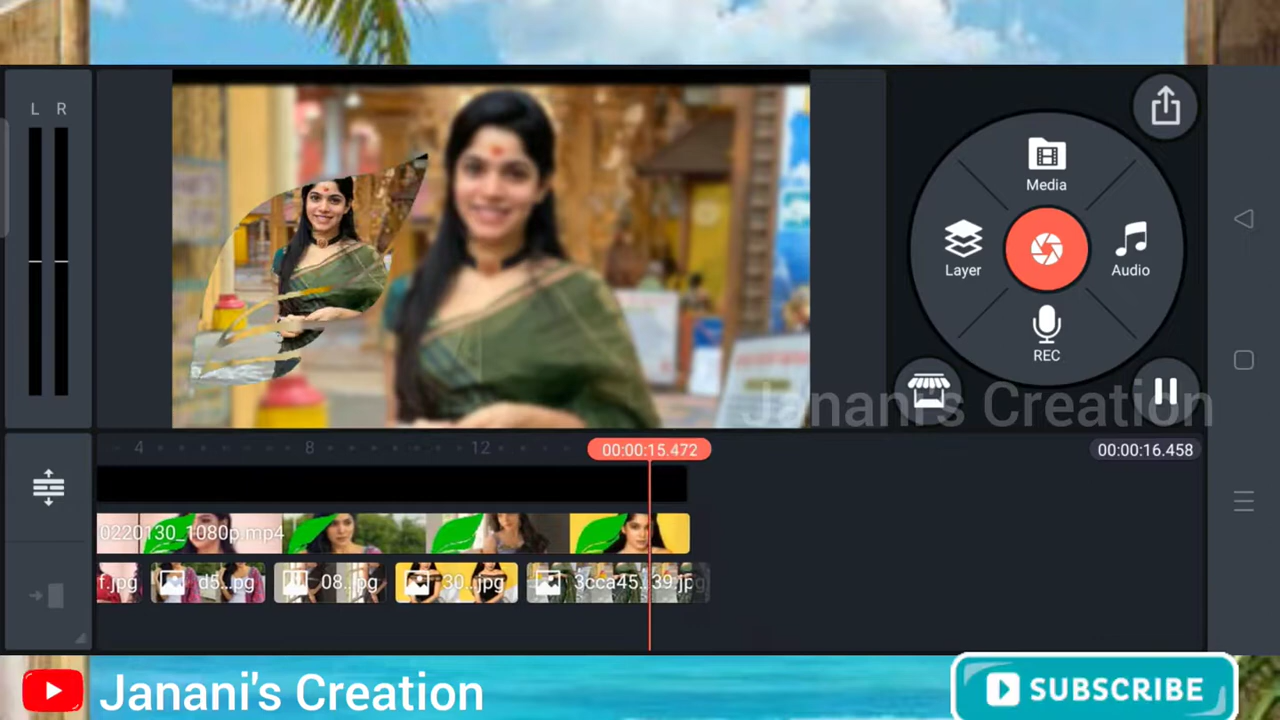 L R
Media
Layer
Audio
REC
Janani's Creation
4 8 12
00:00:15.472
00:00:16.458
0220130_1080p.mp4
f.jpg
d5...pg
08...pg
30...jpg
3cca45...39.jpg
Janani's Creation
SUBSCRIBE